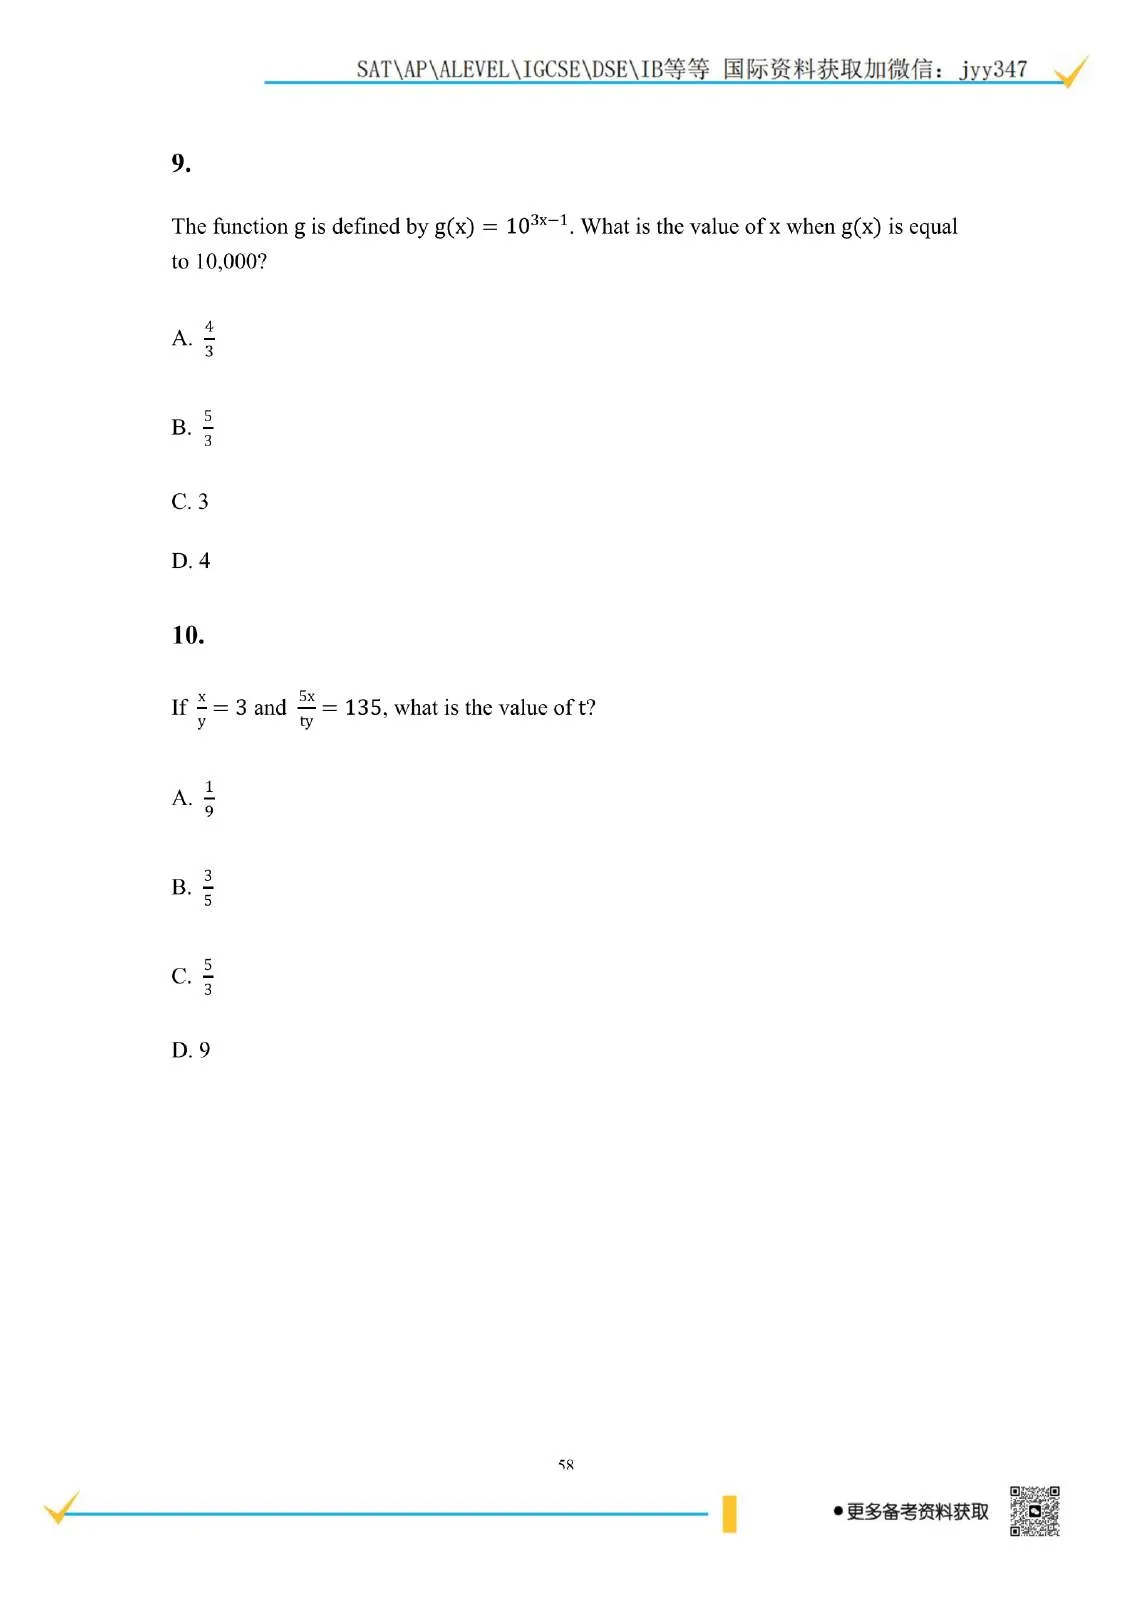 SAT\AP\ALEVEL\IGCSE\DSE\IB等等 国际资料获取加微信：jyy347
9.
The function g is defined by g(x) = 10^{3x−1}. What is the value of x when g(x) is equal
to 10,000?
A. 4/3
B. 5/3
C. 3
D. 4
10.
If x/y = 3 and 5x/ty = 135, what is the value of t?
A. 1/9
B. 3/5
C. 5/3
D. 9
58
●更多备考资料获取